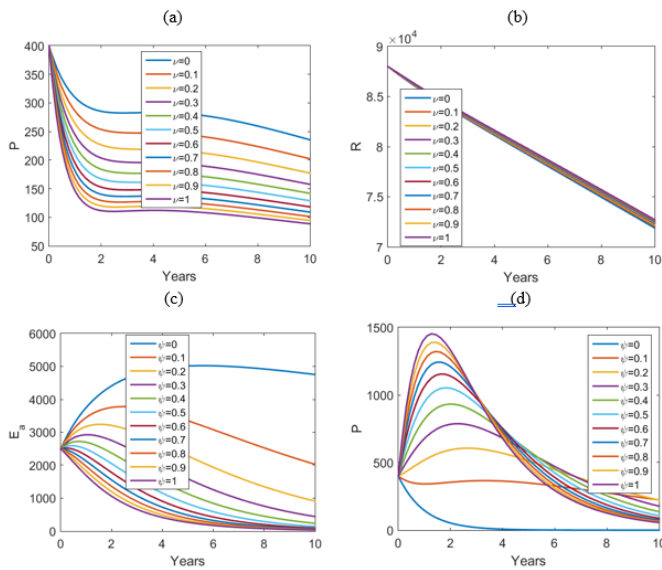 (a)
400
350
300
250
200
150
100
50
P
0 2 4 6 8 10
Years
ν=0
ν=0.1
ν=0.2
ν=0.3
ν=0.4
ν=0.5
ν=0.6
ν=0.7
ν=0.8
ν=0.9
ν=1
(b)
×10⁴
9
8.5
8
7.5
7
R
0 2 4 6 8 10
Years
ν=0
ν=0.1
ν=0.2
ν=0.3
ν=0.4
ν=0.5
ν=0.6
ν=0.7
ν=0.8
ν=0.9
ν=1
(c)
6000
5000
4000
3000
2000
1000
0
Eₐ
0 2 4 6 8 10
Years
ψ=0
ψ=0.1
ψ=0.2
ψ=0.3
ψ=0.4
ψ=0.5
ψ=0.6
ψ=0.7
ψ=0.8
ψ=0.9
ψ=1
(d)
1500
1000
500
0
P
0 2 4 6 8 10
Years
ψ=0
ψ=0.1
ψ=0.2
ψ=0.3
ψ=0.4
ψ=0.5
ψ=0.6
ψ=0.7
ψ=0.8
ψ=0.9
ψ=1